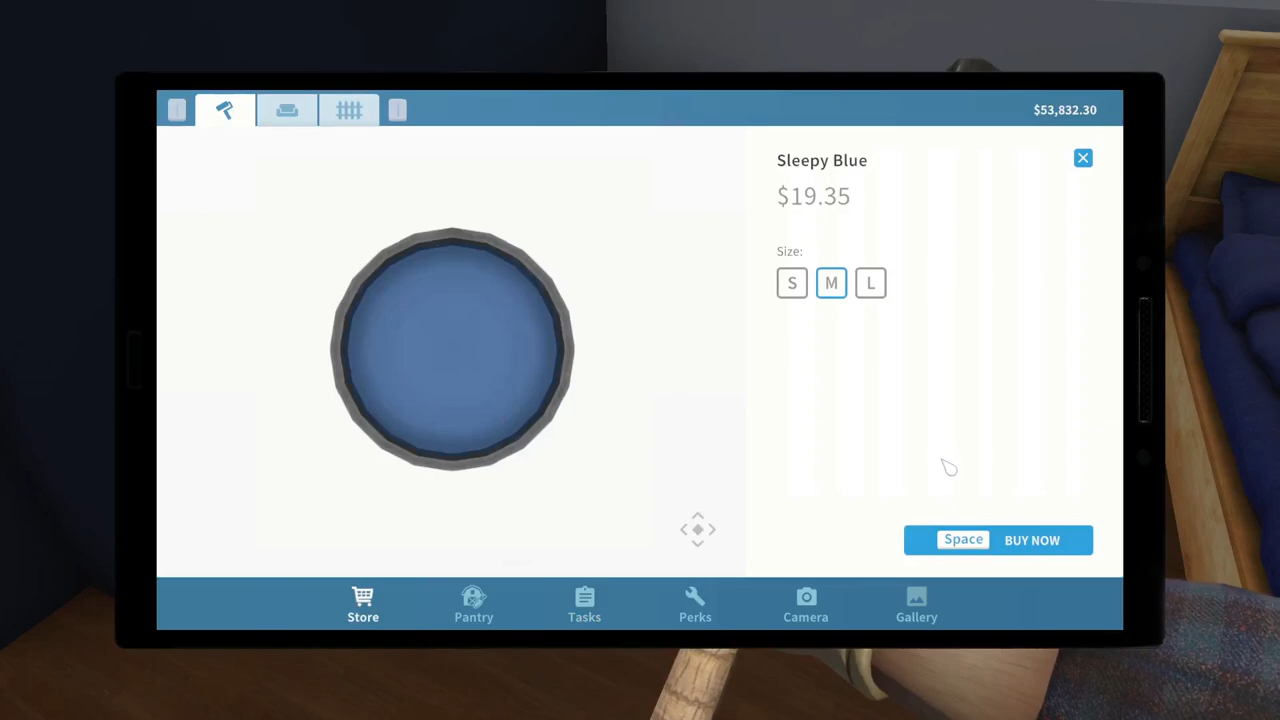 $53,832.30
Sleepy Blue
$19.35
Size:
S M L
Space BUY NOW
Store Pantry Tasks Perks Camera Gallery